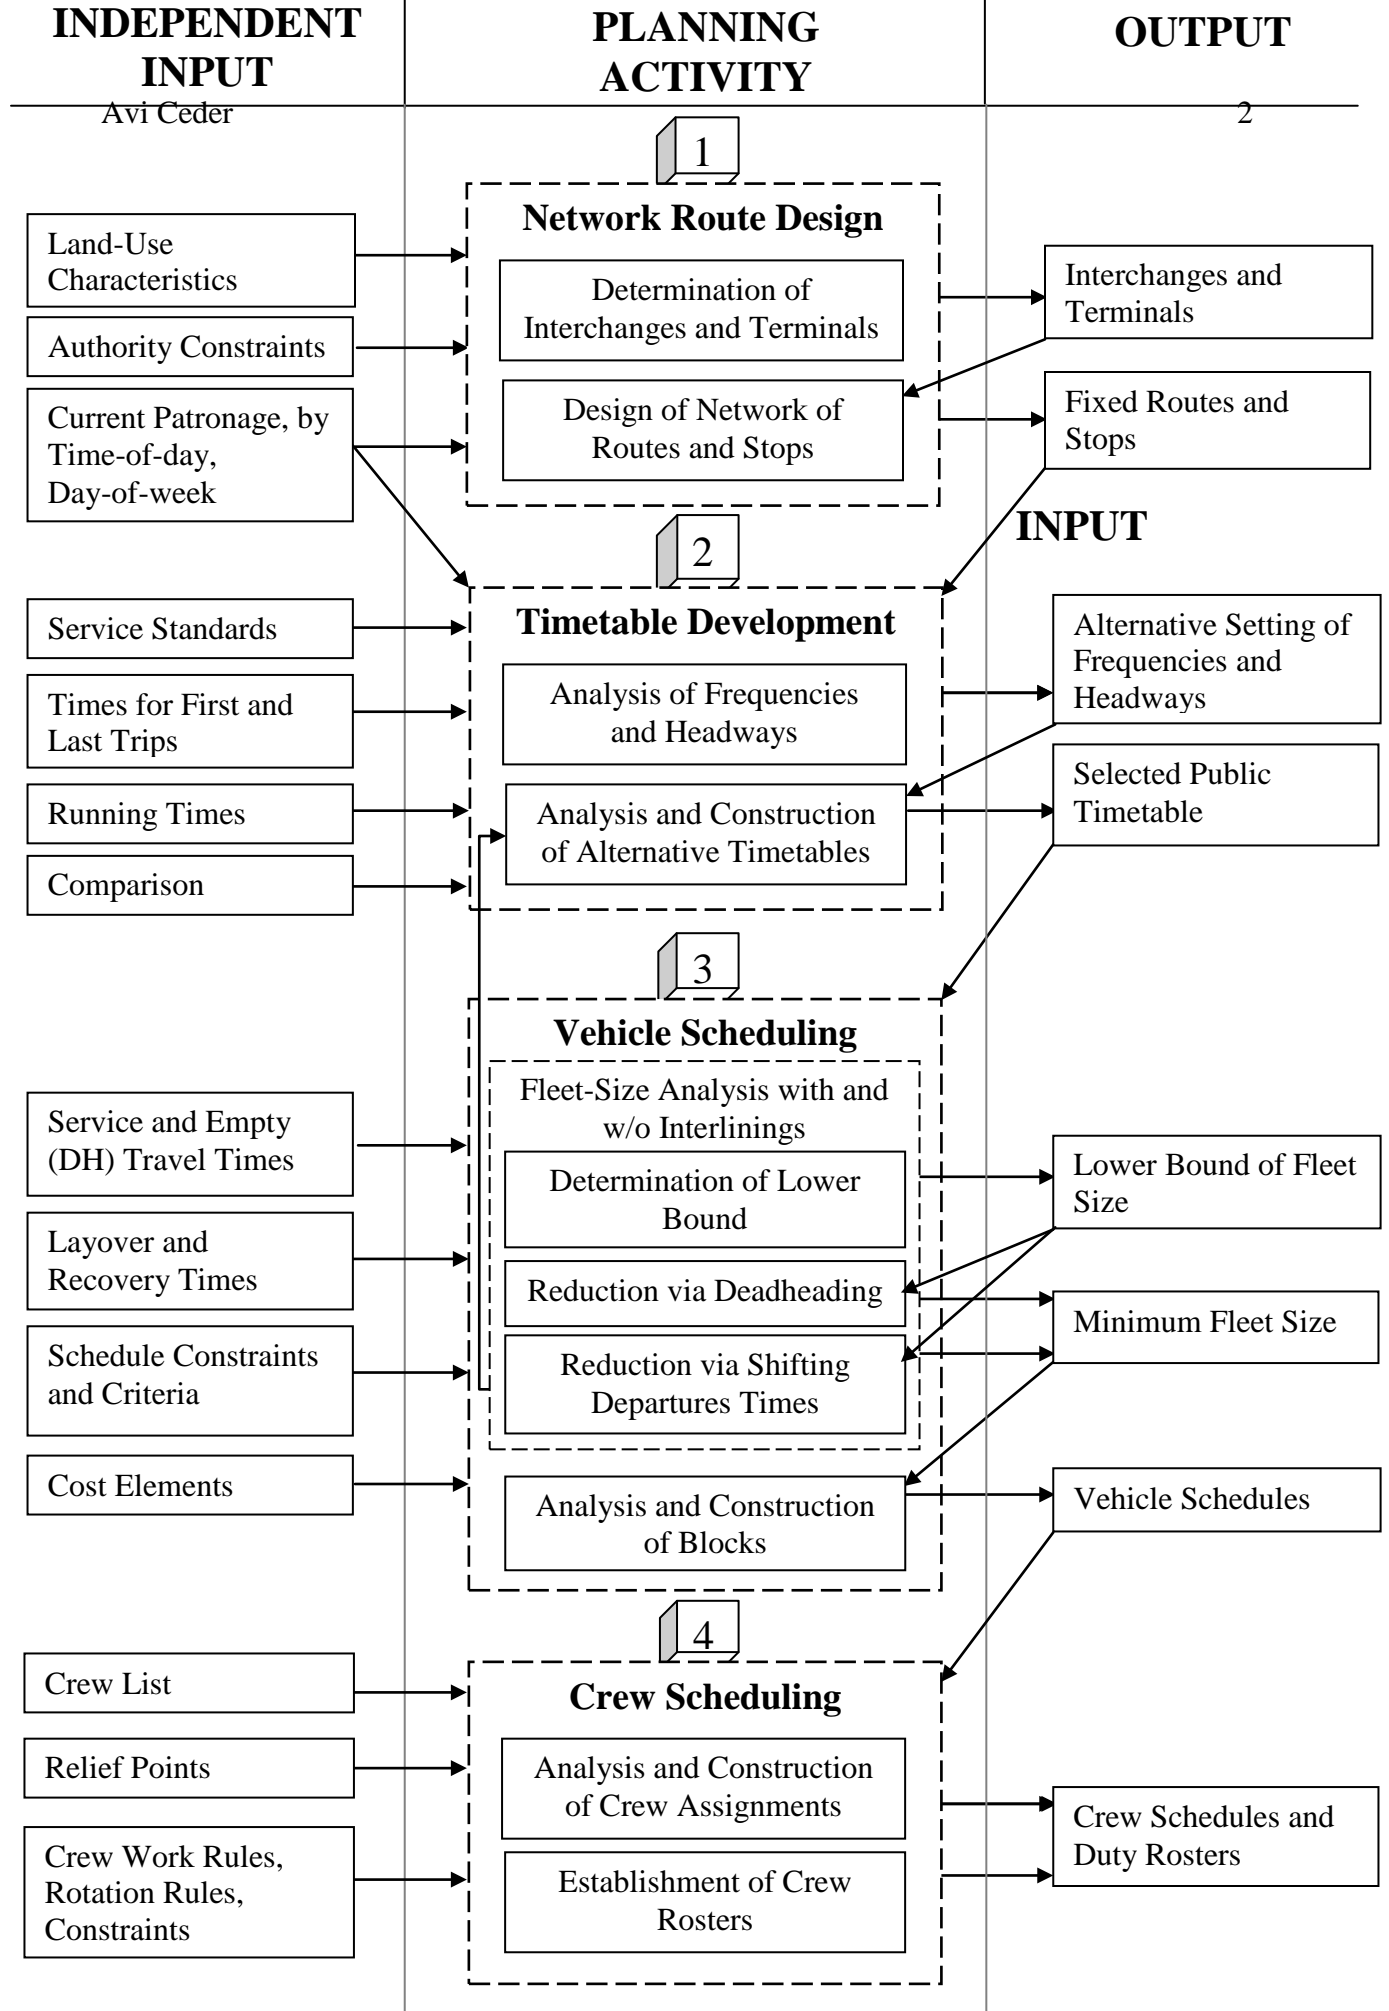 INDEPENDENT
INPUT
PLANNING
ACTIVITY
OUTPUT
Avi Ceder
2
1
Network Route Design
Land-Use
Characteristics
Authority Constraints
Current Patronage, by
Time-of-day,
Day-of-week
Determination of
Interchanges and Terminals
Design of Network of
Routes and Stops
Interchanges and
Terminals
Fixed Routes and
Stops
INPUT
2
Timetable Development
Service Standards
Times for First and
Last Trips
Running Times
Comparison
Analysis of Frequencies
and Headways
Analysis and Construction
of Alternative Timetables
Alternative Setting of
Frequencies and
Headways
Selected Public
Timetable
3
Vehicle Scheduling
Fleet-Size Analysis with and
w/o Interlinings
Service and Empty
(DH) Travel Times
Layover and
Recovery Times
Schedule Constraints
and Criteria
Cost Elements
Determination of Lower
Bound
Reduction via Deadheading
Reduction via Shifting
Departures Times
Analysis and Construction
of Blocks
Lower Bound of Fleet
Size
Minimum Fleet Size
Vehicle Schedules
4
Crew Scheduling
Crew List
Relief Points
Crew Work Rules,
Rotation Rules,
Constraints
Analysis and Construction
of Crew Assignments
Establishment of Crew
Rosters
Crew Schedules and
Duty Rosters